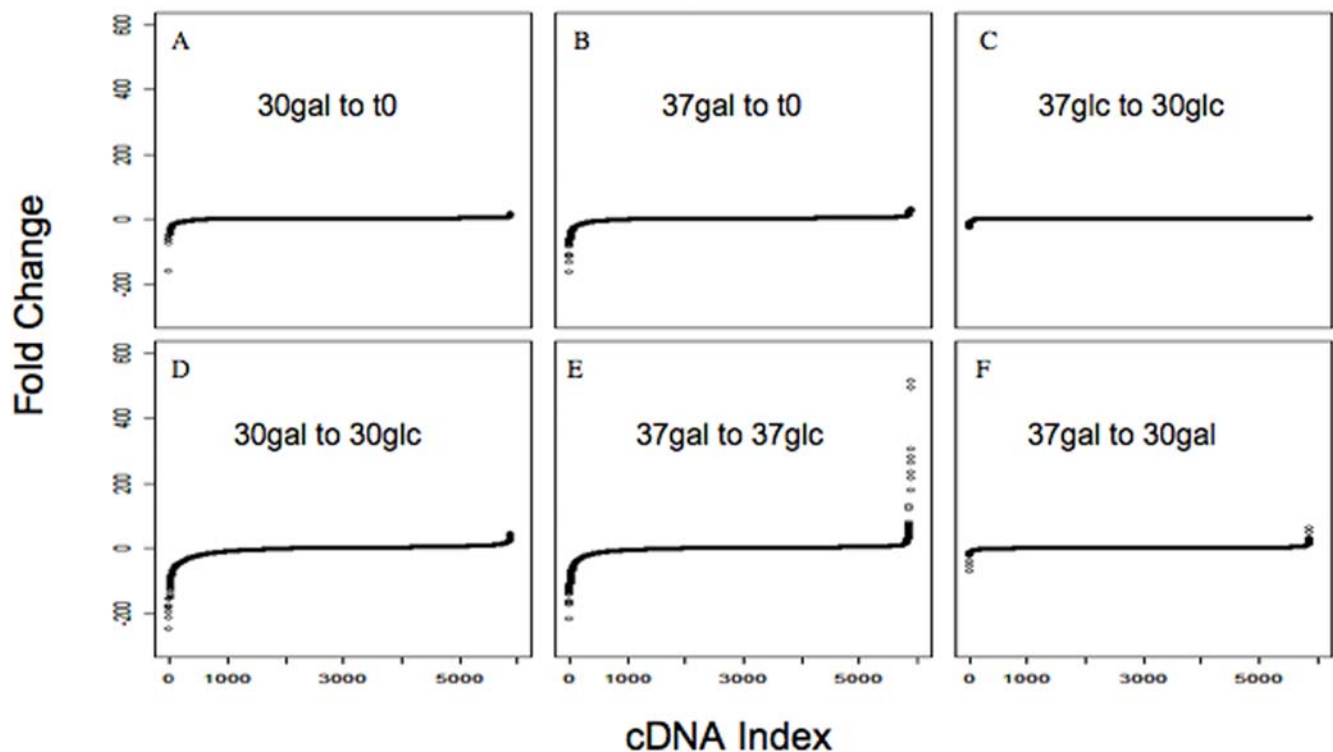 A
B
C
30gal to t0
37gal to t0
37glc to 30glc
600
400
200
0
-200
Fold Change
D
E
F
30gal to 30glc
37gal to 37glc
37gal to 30gal
600
400
200
0
-200
0 1000 3000 5000
0 1000 3000 5000
0 1000 3000 5000
cDNA Index